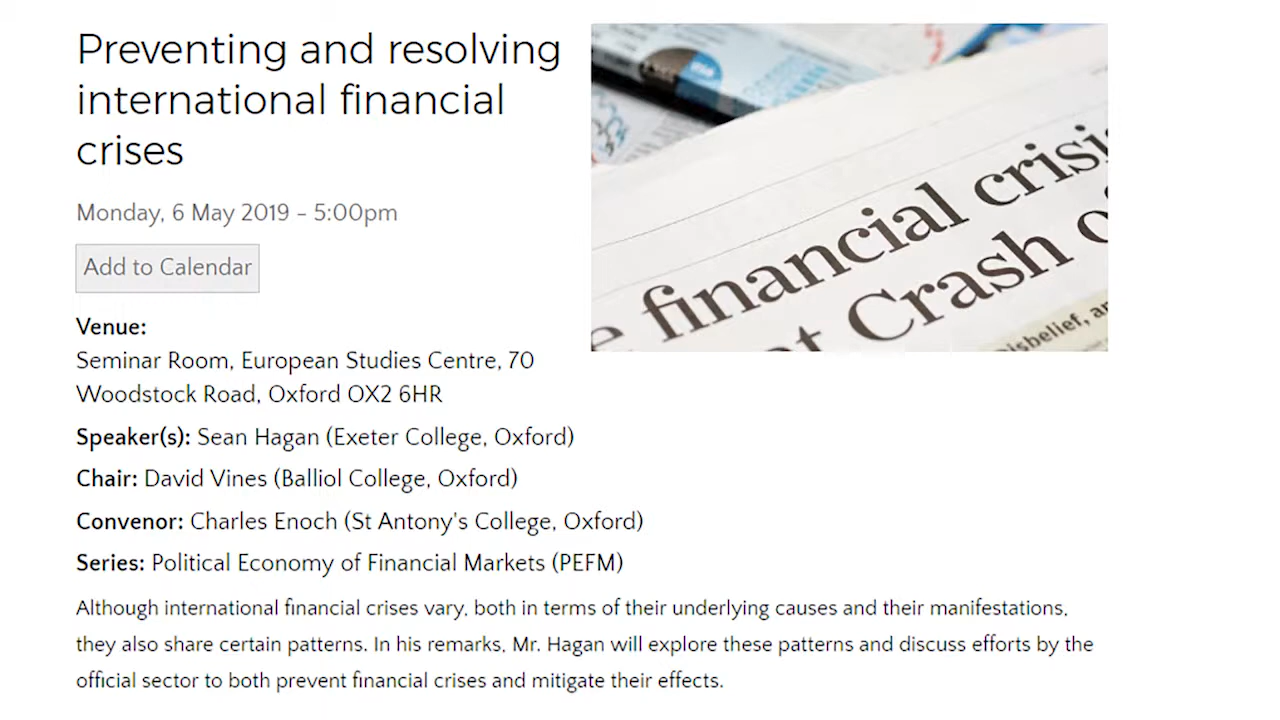 Preventing and resolving
international financial
crises
Monday, 6 May 2019 - 5:00pm
Add to Calendar
Venue:
Seminar Room, European Studies Centre, 70
Woodstock Road, Oxford OX2 6HR
Speaker(s): Sean Hagan (Exeter College, Oxford)
Chair: David Vines (Balliol College, Oxford)
Convenor: Charles Enoch (St Antony's College, Oxford)
Series: Political Economy of Financial Markets (PEFM)
Although international financial crises vary, both in terms of their underlying causes and their manifestations,
they also share certain patterns. In his remarks, Mr. Hagan will explore these patterns and discuss efforts by the
official sector to both prevent financial crises and mitigate their effects.
financial crisis
Crash